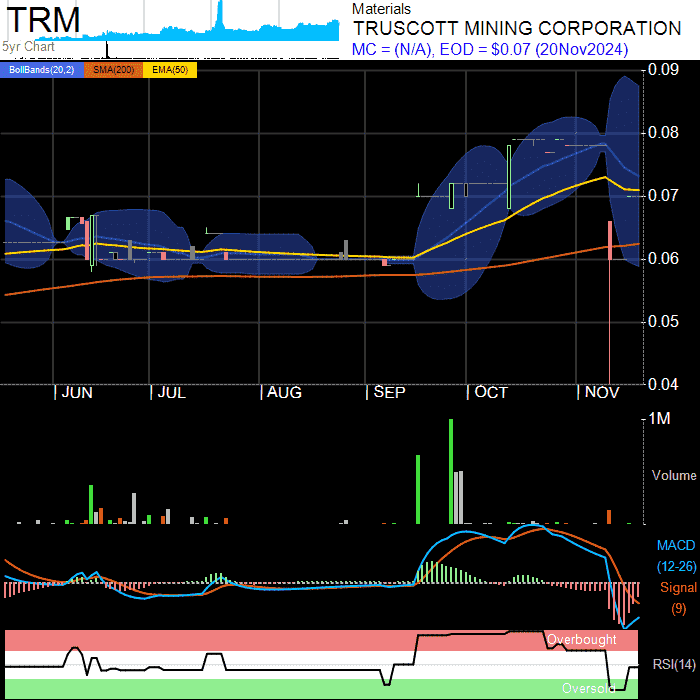 TRM
5yr Chart
Materials
TRUSCOTT MINING CORPORATION
MC = (N/A), EOD = $0.07 (20Nov2024)
BollBands(20,2) SMA(200) EMA(50)
0.09
0.08
0.07
0.06
0.05
0.04
JUN JUL AUG SEP OCT NOV
1M
Volume
MACD
(12-26)
Signal
(9)
Overbought
RSI(14)
Oversold